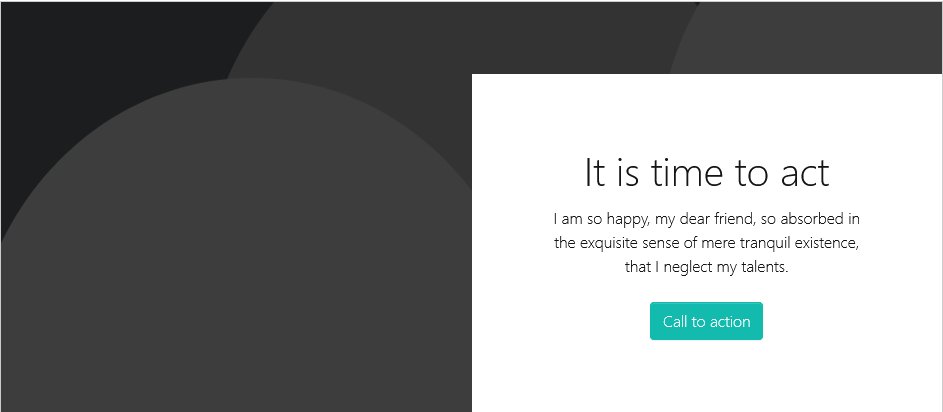 It is time to act
I am so happy, my dear friend, so absorbed in
the exquisite sense of mere tranquil existence,
that I neglect my talents.
Call to action